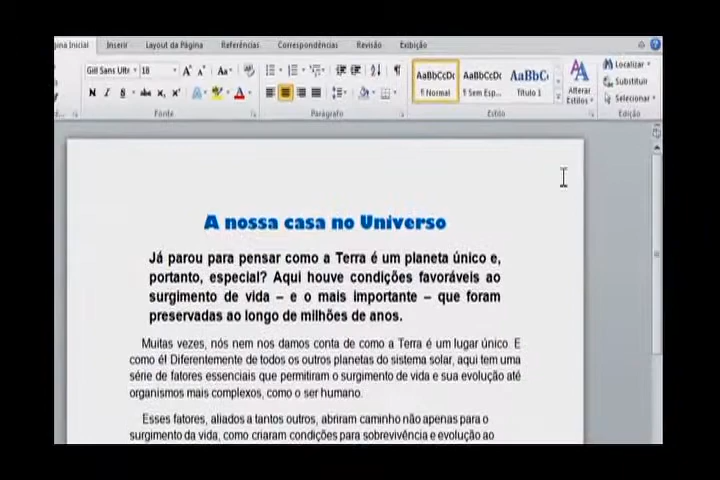 gina Inicial Inserir Layout da Página Referências Correspondências Revisão Exibição
Gill Sans Ultr 18 Aa AaBbCcDc AaBbCcDc AaBbC Localizar
Substituir
N I S abc x, x² A ¶ Normal ¶ Sem Esp... Título 1 Alterar Estilos Selecionar
Fonte Parágrafo Estilo Edição
A nossa casa no Universo
Já parou para pensar como a Terra é um planeta único e,
portanto, especial? Aqui houve condições favoráveis ao
surgimento de vida – e o mais importante – que foram
preservadas ao longo de milhões de anos.
Muitas vezes, nós nem nos damos conta de como a Terra é um lugar único. E
como é! Diferentemente de todos os outros planetas do sistema solar, aqui tem uma
série de fatores essenciais que permitiram o surgimento de vida e sua evolução até
organismos mais complexos, como o ser humano.
Esses fatores, aliados a tantos outros, abriram caminho não apenas para o
surgimento da vida, como criaram condições para sobrevivência e evolução ao